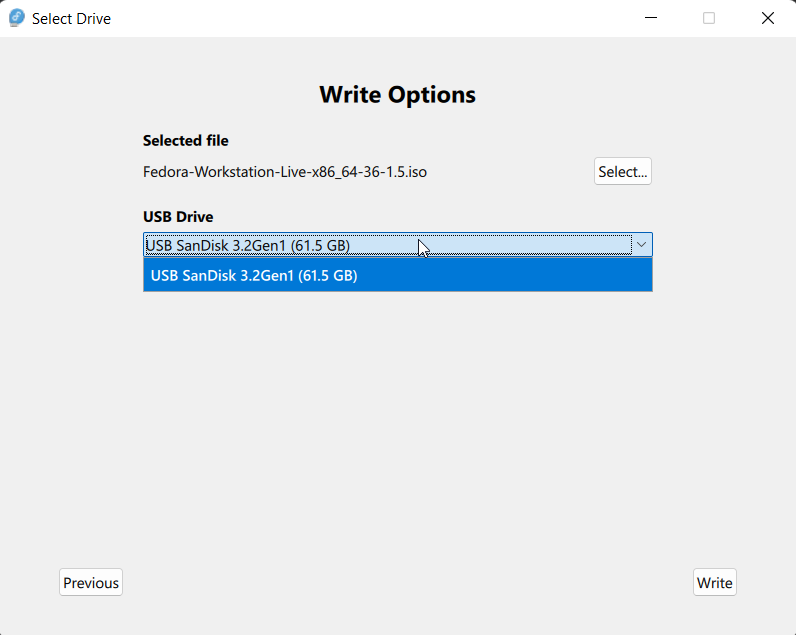 Select Drive
Write Options
Selected file
Fedora-Workstation-Live-x86_64-36-1.5.iso
Select...
USB Drive
USB SanDisk 3.2Gen1 (61.5 GB)
USB SanDisk 3.2Gen1 (61.5 GB)
Previous
Write